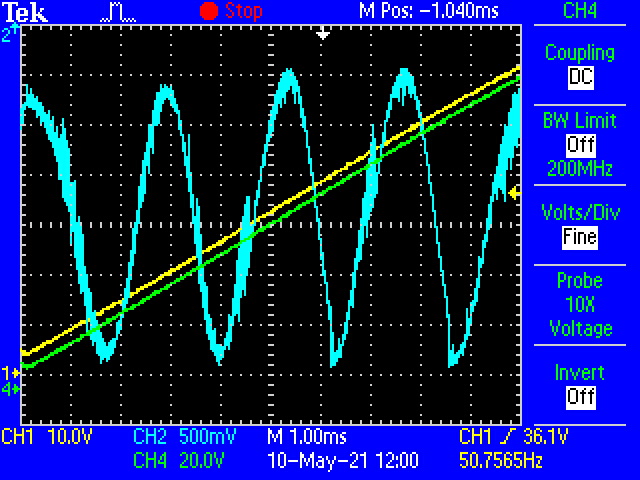 Tek Stop M Pos: -1.040ms CH4
2
Coupling
DC
BW Limit
Off
200MHz
Volts/Div
Fine
Probe
10X
Voltage
1
4
Invert
Off
CH1 10.0V CH2 500mV M 1.00ms CH1 36.1V
CH4 20.0V 10-May-21 12:00 50.7565Hz